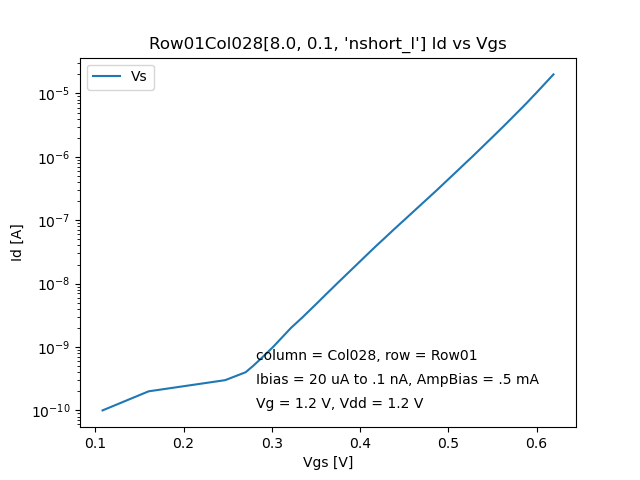 Row01Col028[8.0, 0.1, 'nshort_l'] Id vs Vgs
Vs
10⁻⁵
10⁻⁶
10⁻⁷
10⁻⁸
10⁻⁹
10⁻¹⁰
Id [A]
column = Col028, row = Row01
Ibias = 20 uA to .1 nA, AmpBias = .5 mA
Vg = 1.2 V, Vdd = 1.2 V
0.1 0.2 0.3 0.4 0.5 0.6
Vgs [V]